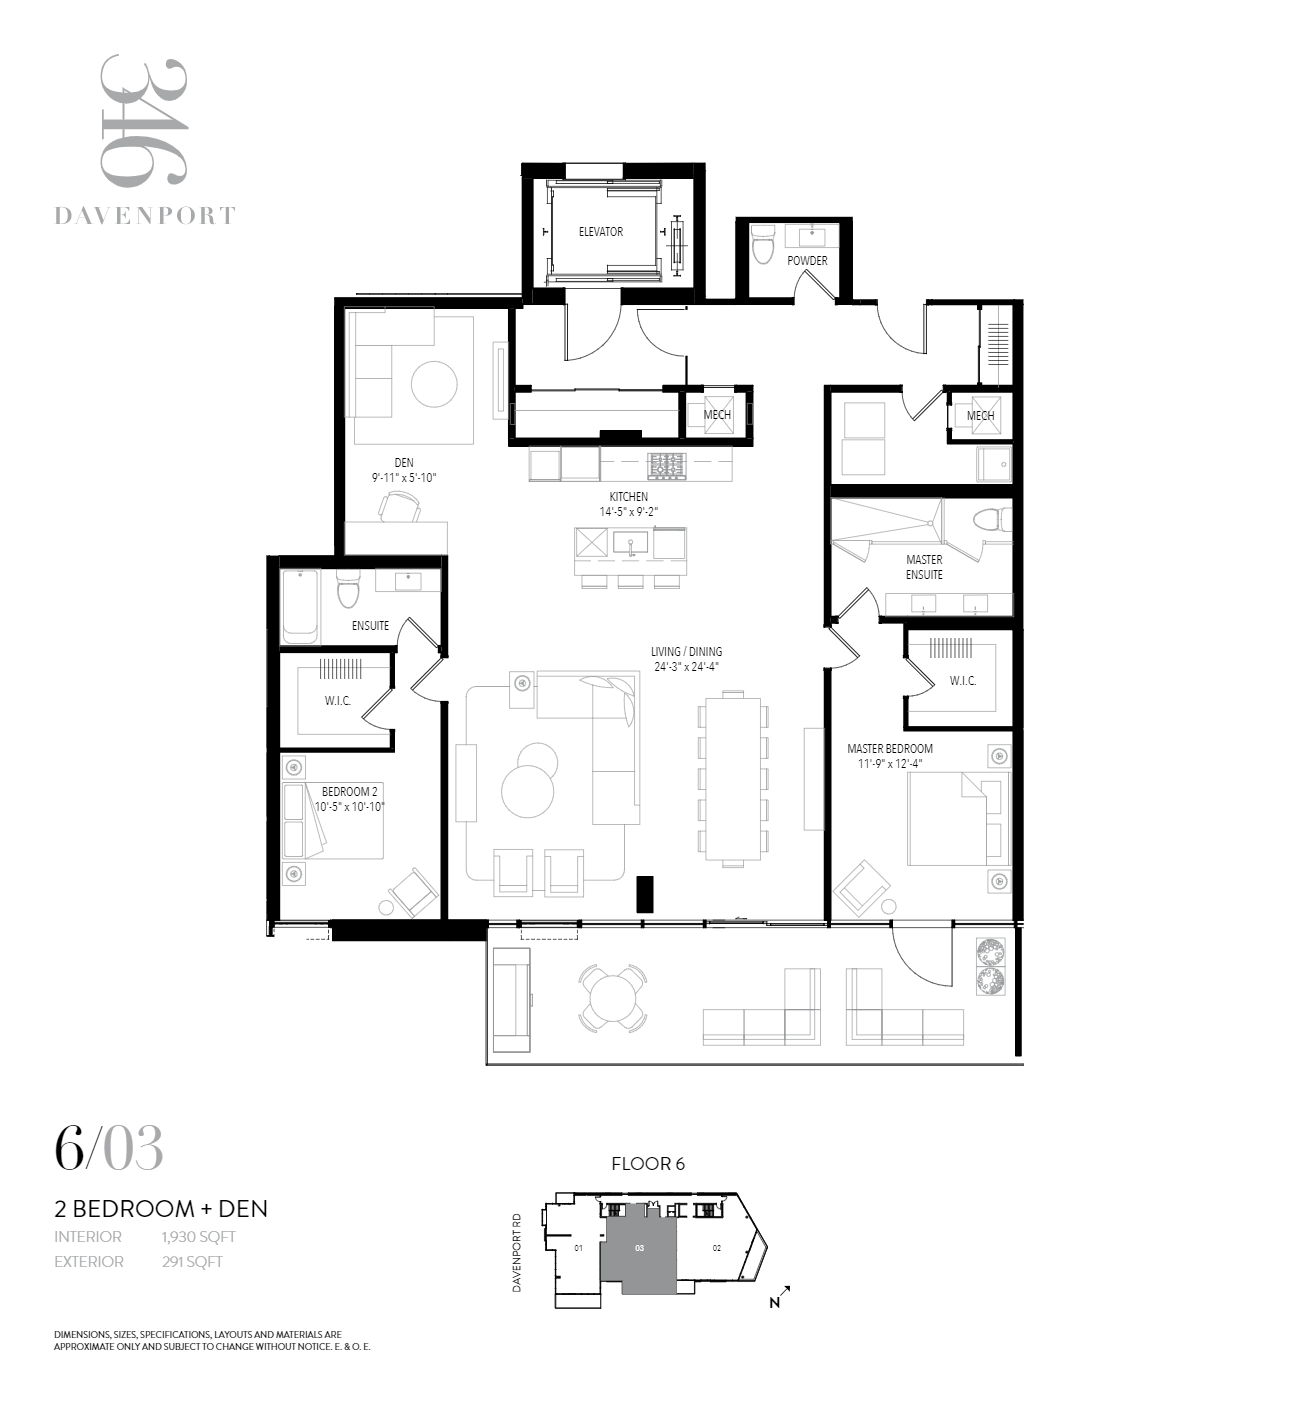 346
DAVENPORT
ELEVATOR
POWDER
MECH
MECH
DEN
9'-11" x 5'-10"
KITCHEN
14'-5" x 9'-2"
MASTER
ENSUITE
ENSUITE
LIVING / DINING
24'-3" x 24'-4"
W.I.C.
W.I.C.
MASTER BEDROOM
11'-9" x 12'-4"
BEDROOM 2
10'-5" x 10'-10"
6/03
2 BEDROOM + DEN
INTERIOR 1,930 SQFT
EXTERIOR 291 SQFT
FLOOR 6
DAVENPORT RD
01
03
02
N
DIMENSIONS, SIZES, SPECIFICATIONS, LAYOUTS AND MATERIALS ARE
APPROXIMATE ONLY AND SUBJECT TO CHANGE WITHOUT NOTICE. E. & O. E.